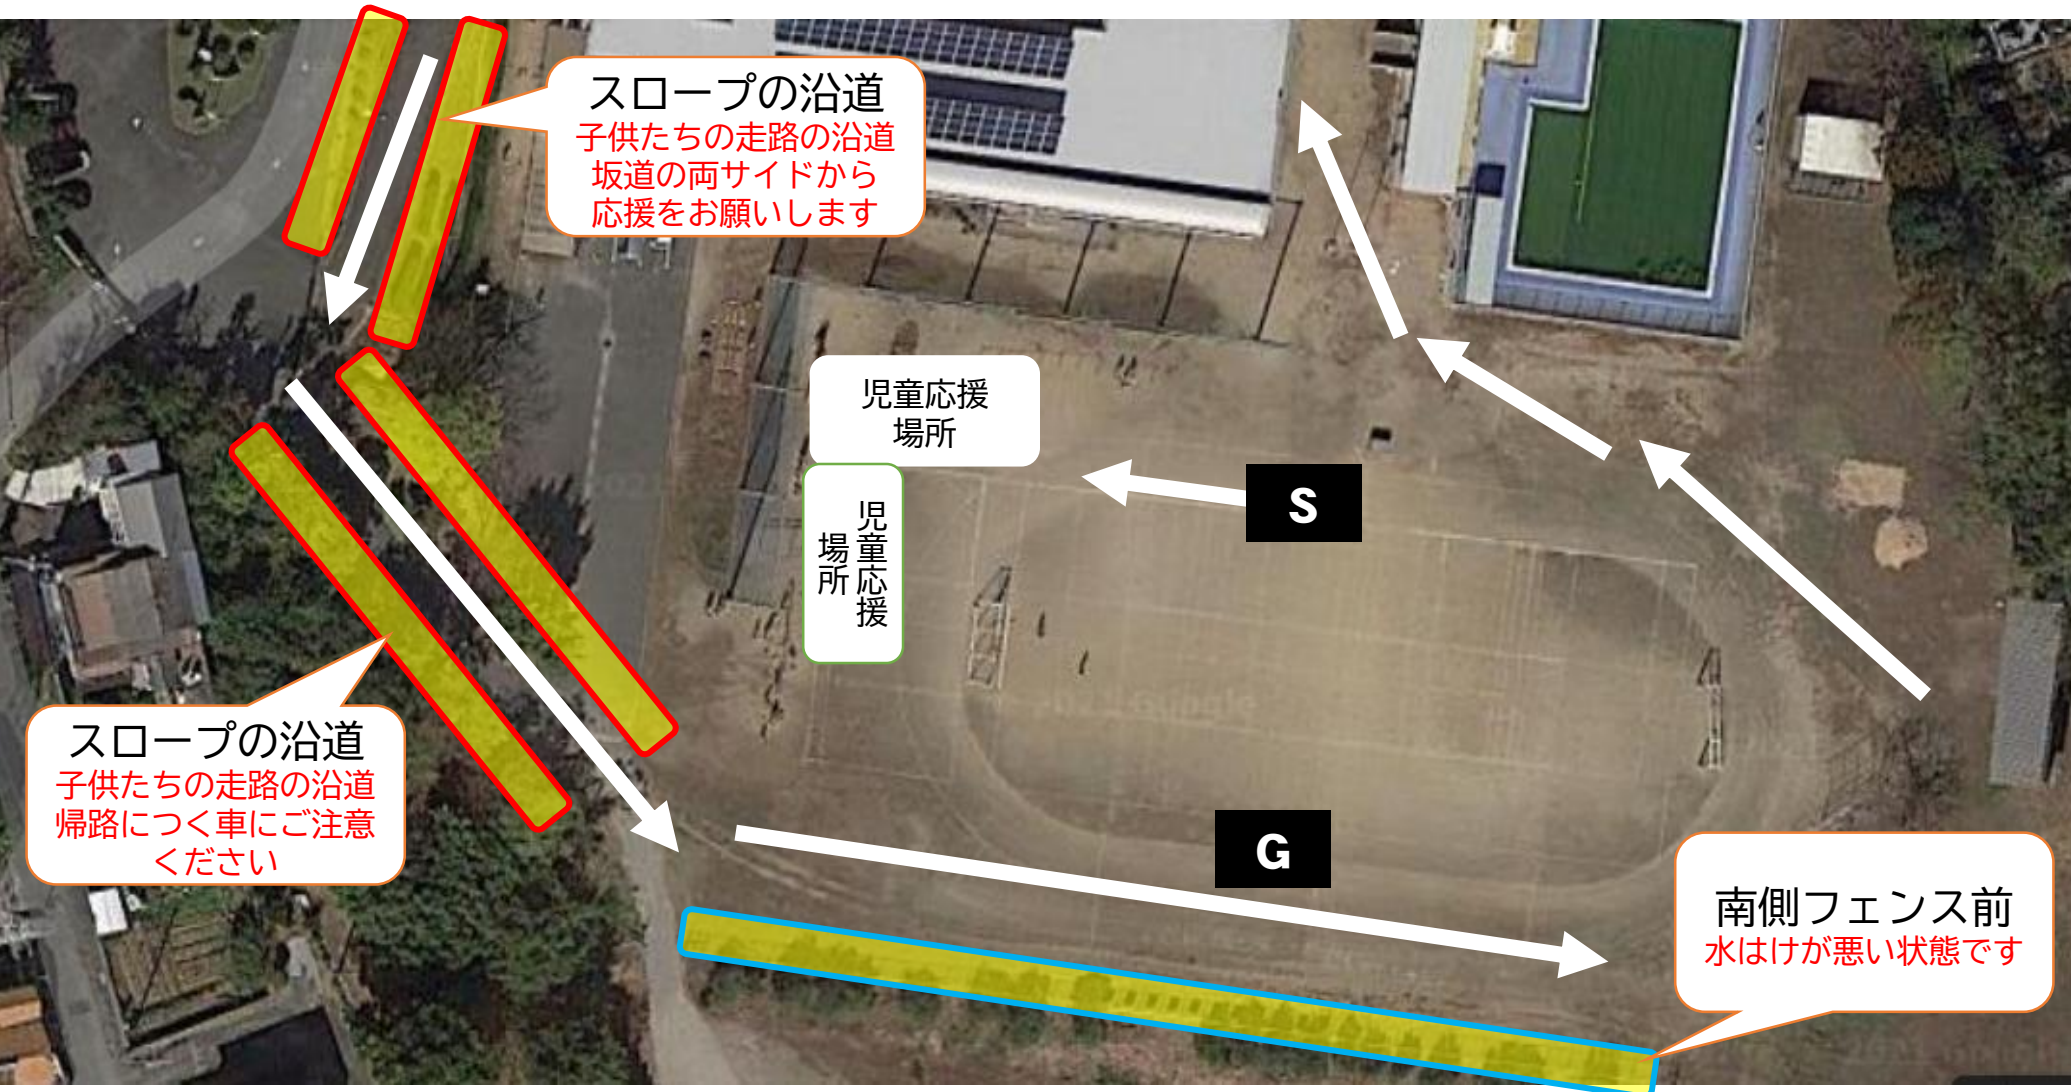 スロープの沿道
子供たちの走路の沿道
坂道の両サイドから
応援をお願いします
児童応援
場所
児童応援
場所
S
G
スロープの沿道
子供たちの走路の沿道
帰路につく車にご注意
ください
南側フェンス前
水はけが悪い状態です